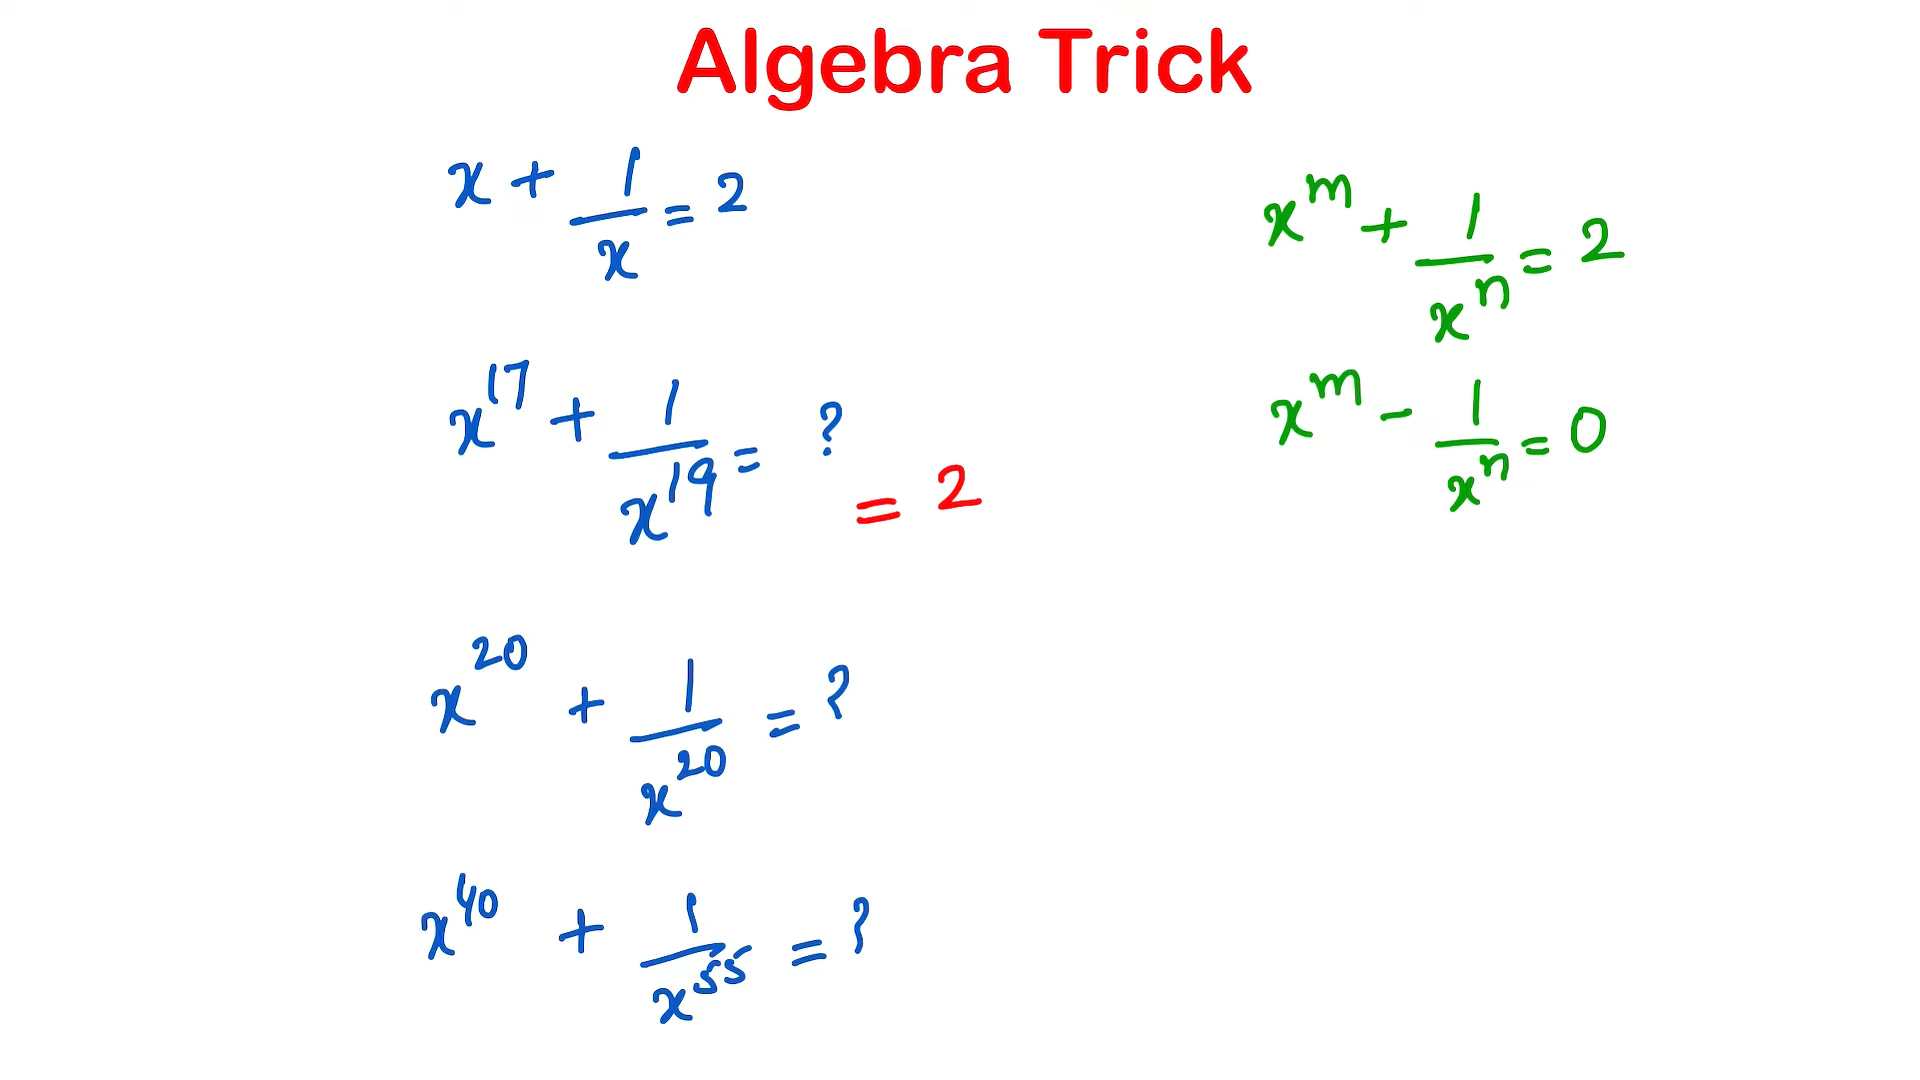 Algebra Trick
x + 1/x = 2
x^m + 1/x^n = 2
x^17 + 1/x^19 = ?
= 2
x^m - 1/x^n = 0
x^20 + 1/x^20 = ?
x^40 + 1/x^55 = ?